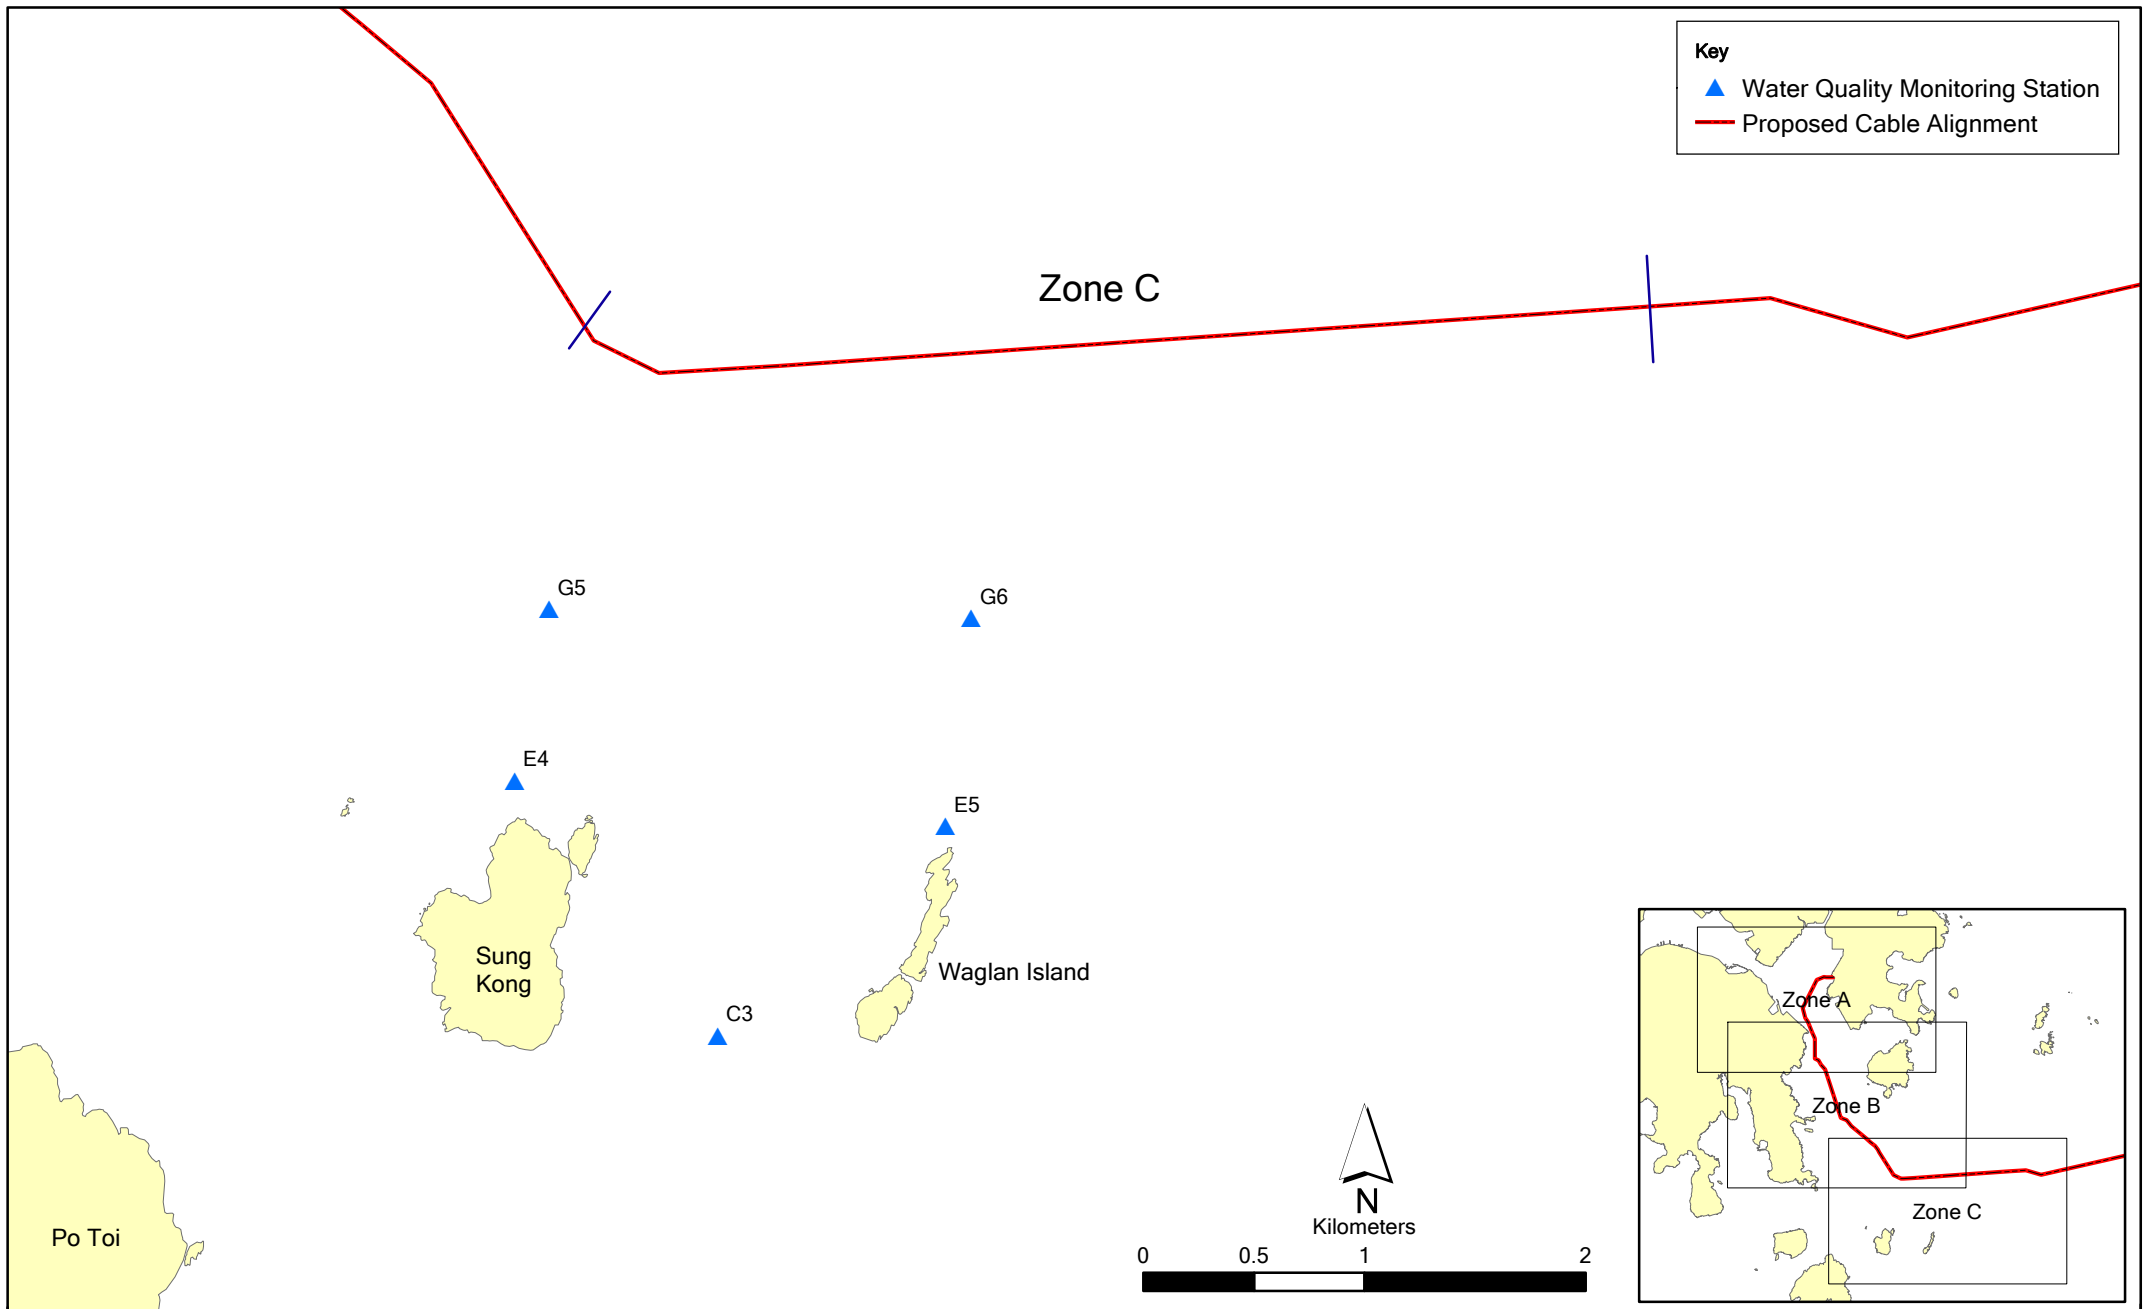 Key
Water Quality Monitoring Station
Proposed Cable Alignment
Zone C
G5
G6
E4
E5
Sung
Kong
Waglan Island
C3
Po Toi
N
Kilometers
0 0.5 1 2
Zone A
Zone B
Zone C